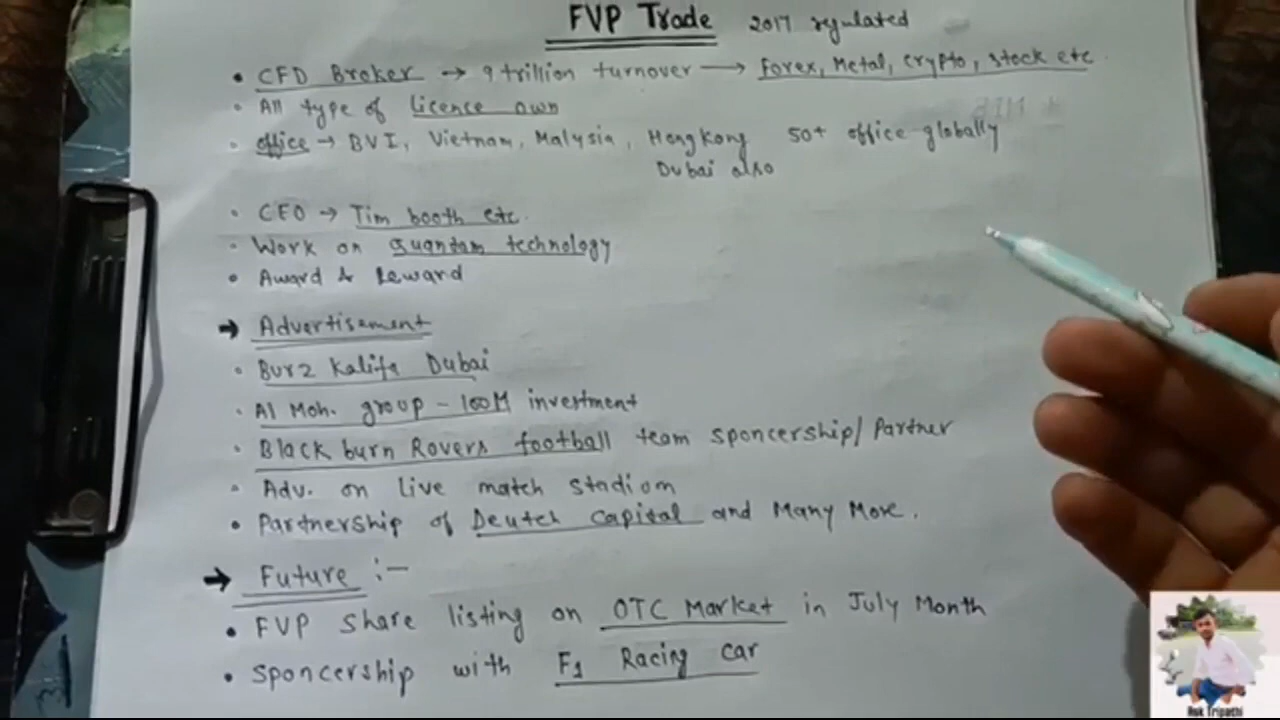 FVP Trade 2017 regulated
• CFD Broker → 9 trillion turnover → Forex, Metal, Crypto, stock etc
• All type of licence own
• office → BVI, Vietnam, Malysia, HongKong 50+ office globally
Dubai also
• CEO → Tim booth etc.
• Work on quantam technology
• Award & Reward
→ Advertisement
• Burz Kalifa Dubai
• Al Moh. group - 100M investment
• Black burn Rovers football team sponcership/Partner
• Adv. on live match stadiom
• Partnership of Deutch Capital and Many More.
→ Future :-
• FVP share listing on OTC Market in July Month
• sponcership with F1 Racing car
Ask Tripathi